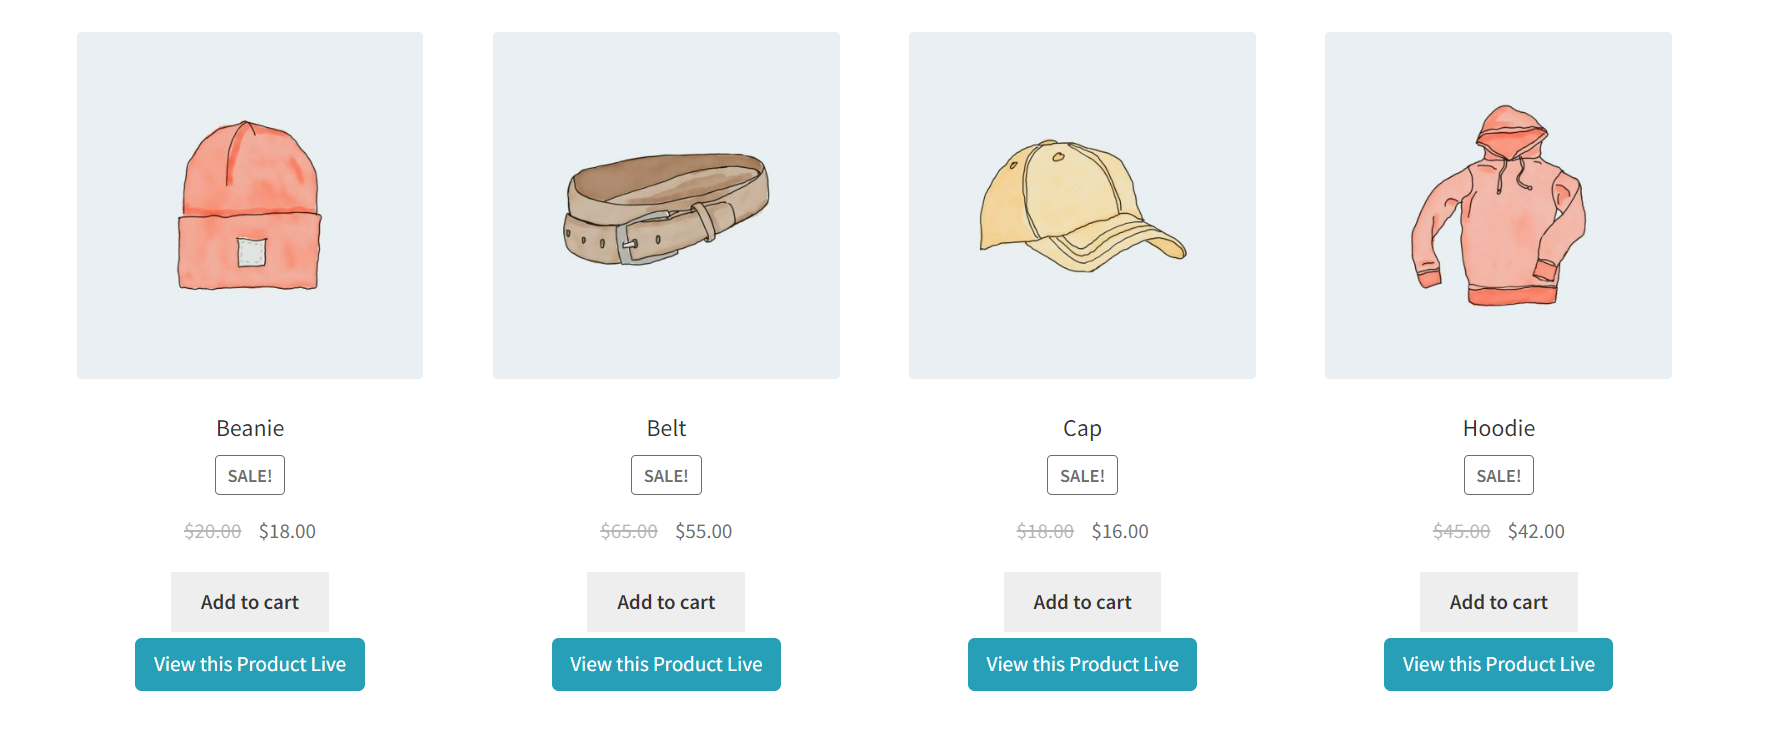 Beanie
SALE!
$20.00 $18.00
Add to cart
View this Product Live
Belt
SALE!
$65.00 $55.00
Add to cart
View this Product Live
Cap
SALE!
$18.00 $16.00
Add to cart
View this Product Live
Hoodie
SALE!
$45.00 $42.00
Add to cart
View this Product Live